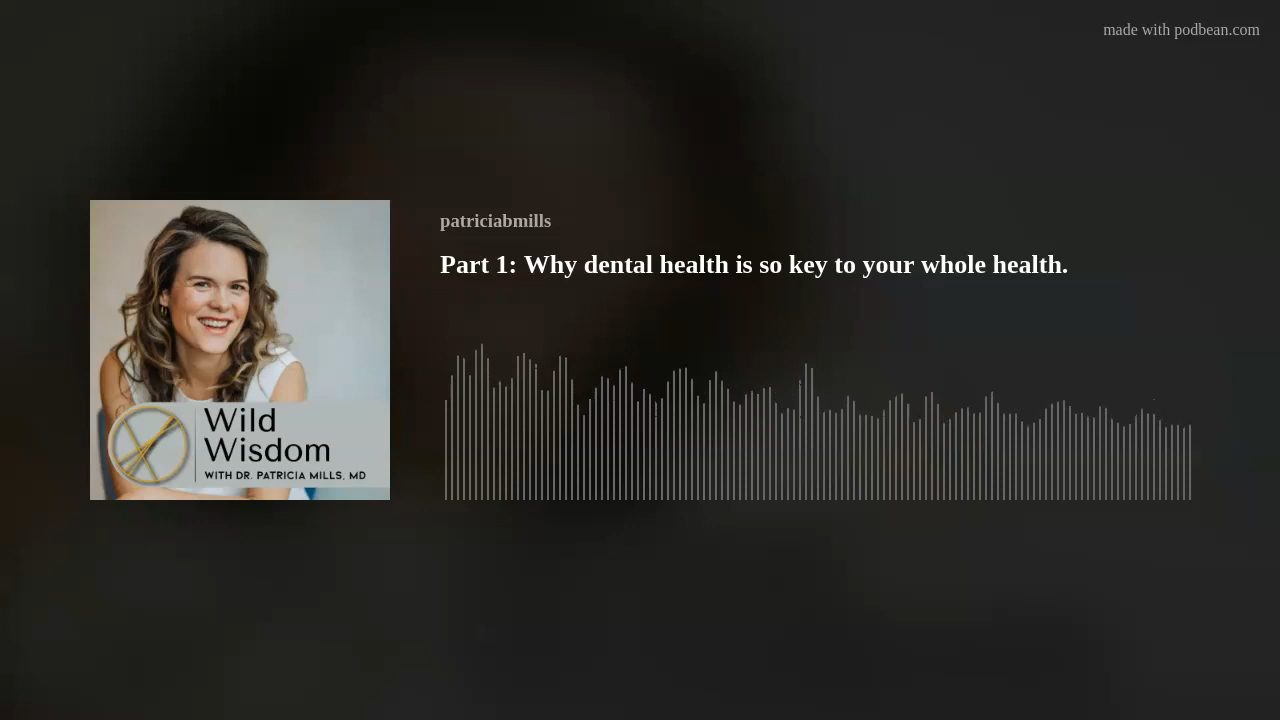 made with podbean.com
patriciabmills
Part 1: Why dental health is so key to your whole health.
Wild
Wisdom
WITH DR. PATRICIA MILLS, MD